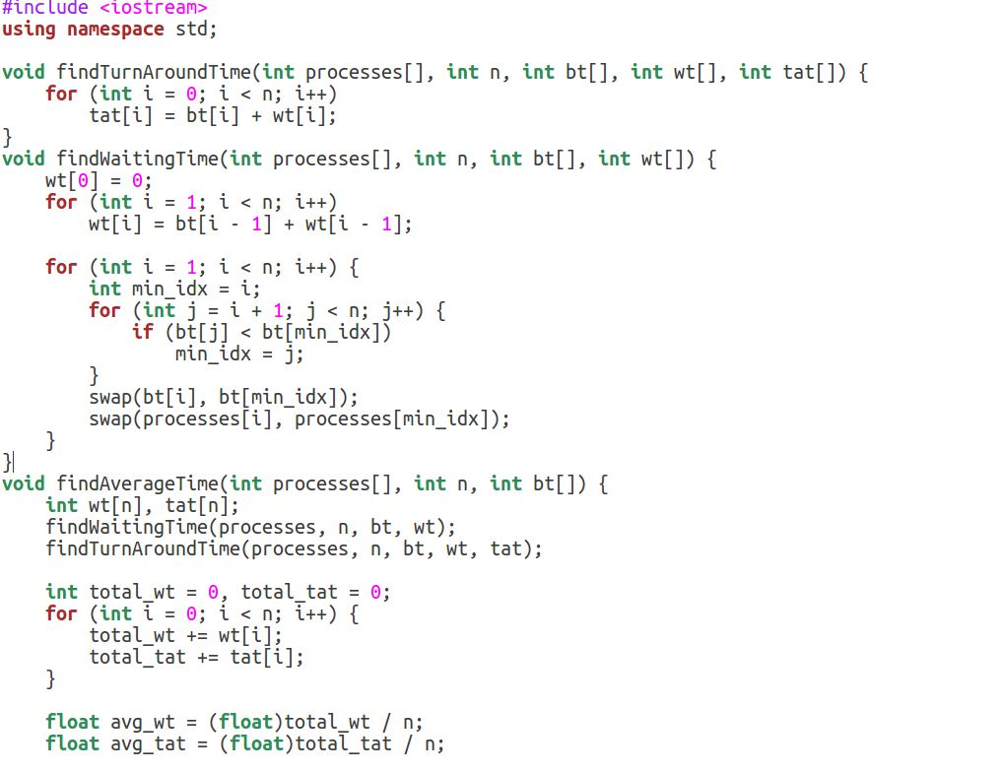 #include <iostream>
using namespace std;

void findTurnAroundTime(int processes[], int n, int bt[], int wt[], int tat[]) {
    for (int i = 0; i < n; i++)
        tat[i] = bt[i] + wt[i];
}
void findWaitingTime(int processes[], int n, int bt[], int wt[]) {
    wt[0] = 0;
    for (int i = 1; i < n; i++)
        wt[i] = bt[i - 1] + wt[i - 1];

    for (int i = 1; i < n; i++) {
        int min_idx = i;
        for (int j = i + 1; j < n; j++) {
            if (bt[j] < bt[min_idx])
                min_idx = j;
        }
        swap(bt[i], bt[min_idx]);
        swap(processes[i], processes[min_idx]);
    }
}
void findAverageTime(int processes[], int n, int bt[]) {
    int wt[n], tat[n];
    findWaitingTime(processes, n, bt, wt);
    findTurnAroundTime(processes, n, bt, wt, tat);

    int total_wt = 0, total_tat = 0;
    for (int i = 0; i < n; i++) {
        total_wt += wt[i];
        total_tat += tat[i];
    }

    float avg_wt = (float)total_wt / n;
    float avg_tat = (float)total_tat / n;